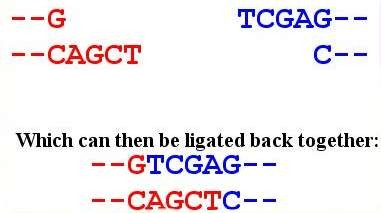 --G TCGAG--
--CAGCT C--
Which can then be ligated back together:
--GTCGAG--
--CAGCTC--